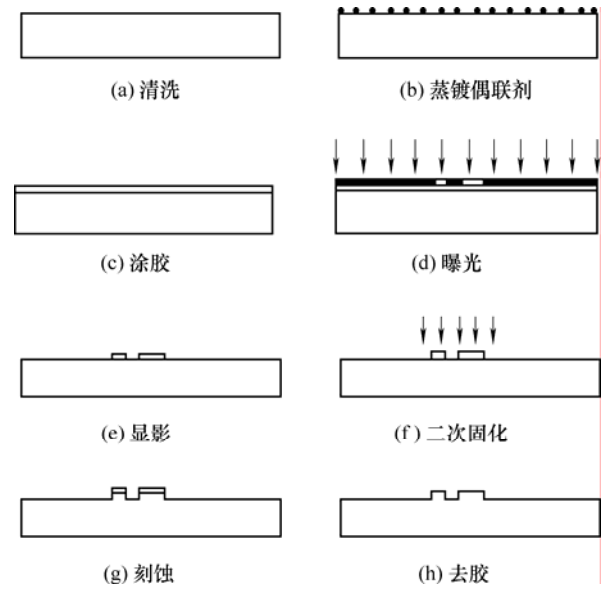 (a) 清洗
(b) 蒸镀偶联剂
(c) 涂胶
(d) 曝光
(e) 显影
(f ) 二次固化
(g) 刻蚀
(h) 去胶